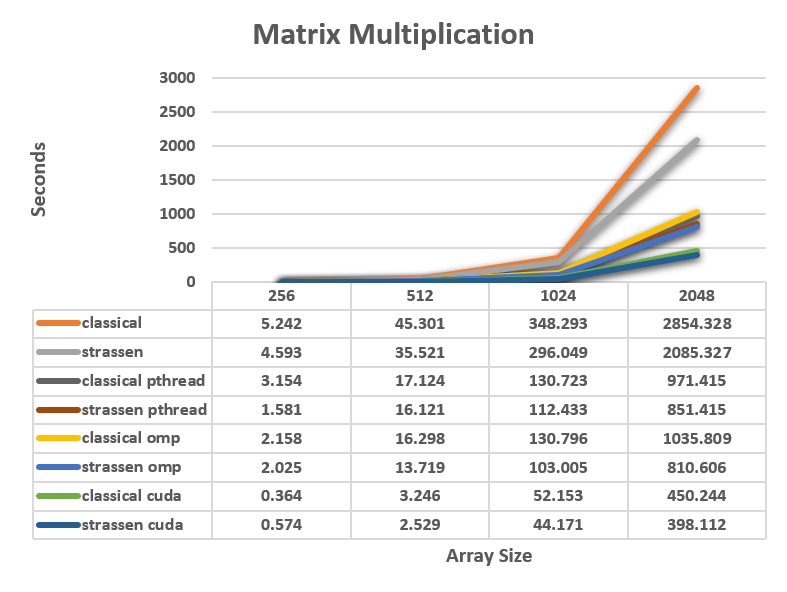 Matrix Multiplication
3000
2500
2000
1500
1000
500
0
Seconds
256 512 1024 2048
classical 5.242 45.301 348.293 2854.328
strassen 4.593 35.521 296.049 2085.327
classical pthread 3.154 17.124 130.723 971.415
strassen pthread 1.581 16.121 112.433 851.415
classical omp 2.158 16.298 130.796 1035.809
strassen omp 2.025 13.719 103.005 810.606
classical cuda 0.364 3.246 52.153 450.244
strassen cuda 0.574 2.529 44.171 398.112
Array Size